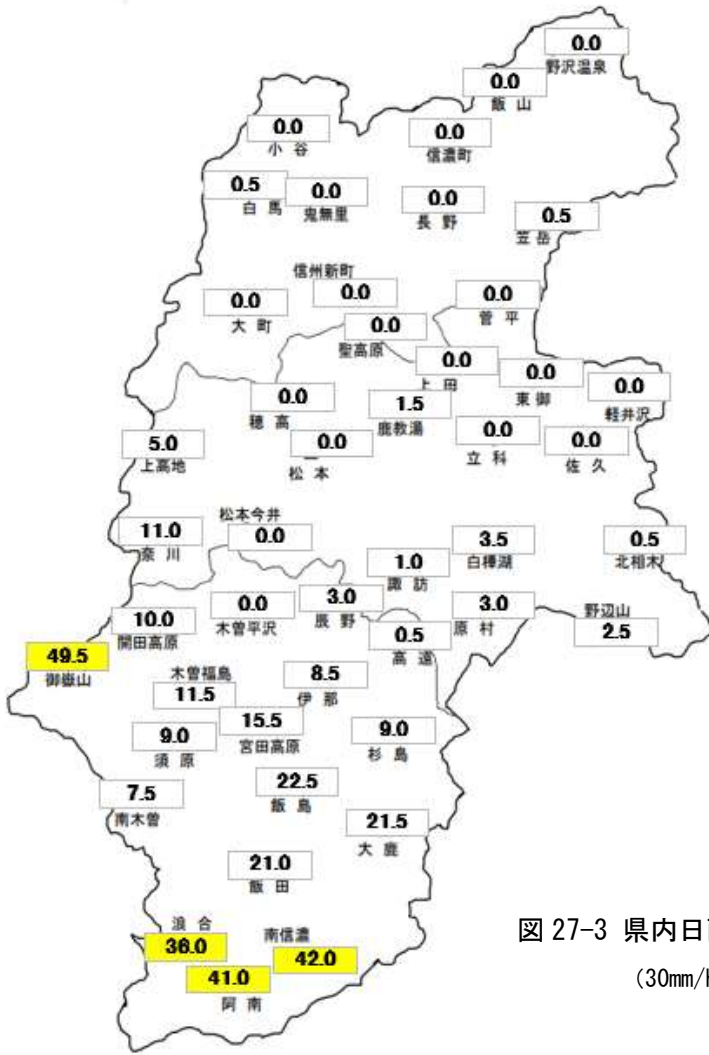 0.0
野沢温泉
0.0
飯 山
0.0
小 谷
0.0
信濃町
0.5
白 馬
0.0
鬼無里
0.0
長 野
0.5
笠 岳
信州新町
0.0
0.0
大 町
0.0
菅 平
0.0
聖高原
0.0
上 田
0.0
東 御
0.0
軽井沢
0.0
穂 高
1.5
鹿教湯
5.0
上高地
0.0
松 本
0.0
立 科
0.0
佐 久
11.0
奈 川
松本今井
0.0
1.0
諏 訪
3.5
白樺湖
0.5
北相木
10.0
開田高原
0.0
木曽平沢
3.0
辰 野
0.5
高 遠
3.0
原 村
野辺山
2.5
49.5
御嶽山
木曽福島
11.5
8.5
伊 那
9.0
須 原
15.5
宮田高原
9.0
杉 島
7.5
南木曽
22.5
飯 島
21.5
大 鹿
21.0
飯 田
浪 合
36.0
南信濃
42.0
41.0
阿 南
図 27-3 県内日
(30mm/